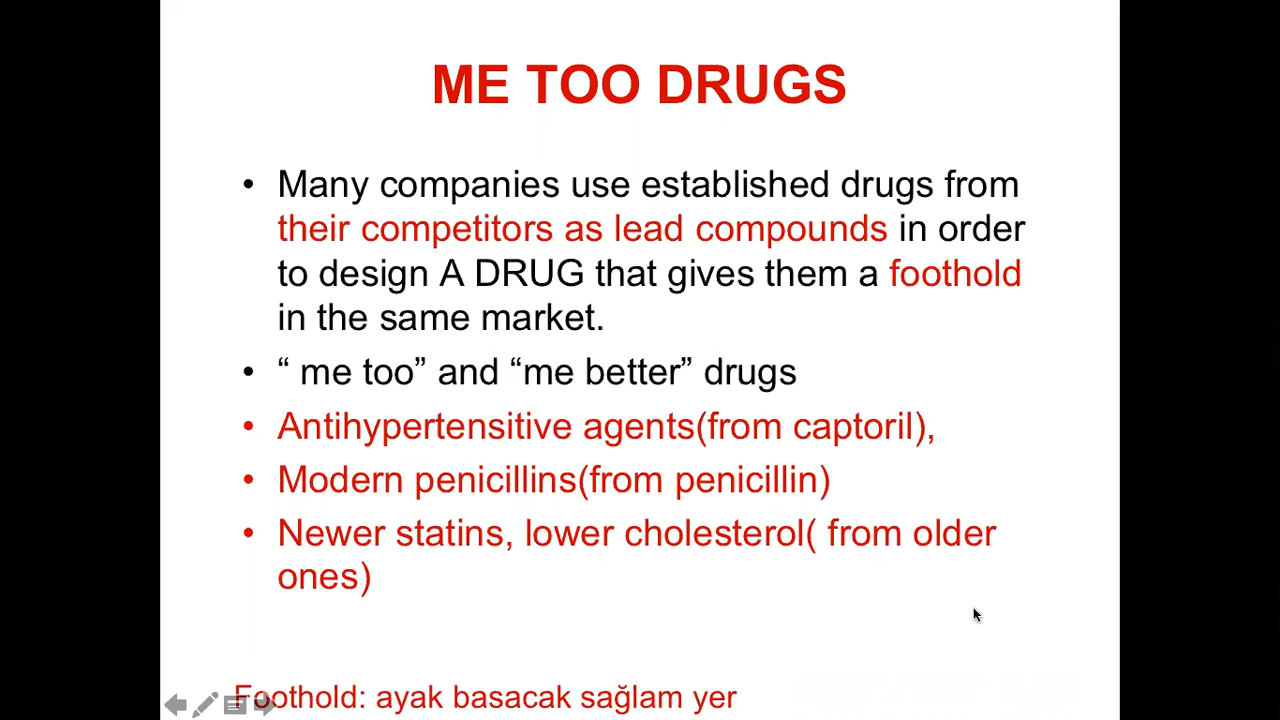 ME TOO DRUGS
• Many companies use established drugs from
their competitors as lead compounds in order
to design A DRUG that gives them a foothold
in the same market.
• “ me too” and “me better” drugs
• Antihypertensitive agents(from captoril),
• Modern penicillins(from penicillin)
• Newer statins, lower cholesterol( from older
ones)
Foothold: ayak basacak sağlam yer